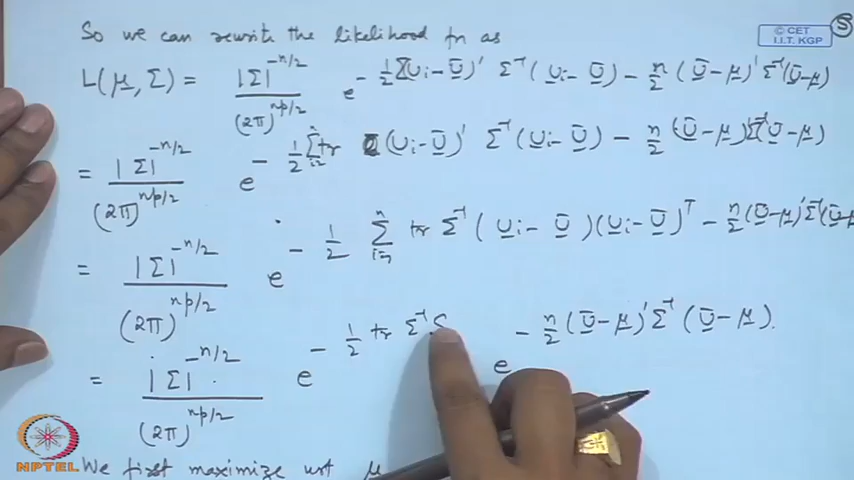 So we can rewrite the likelihood fn as
© CET
I.I.T. KGP
5
L(μ, Σ) = |Σ|^{-n/2} / (2π)^{np/2} e^{-1/2 Σ(U_i - Ū)' Σ^{-1} (U_i - Ū) - n/2 (Ū - μ)' Σ^{-1} (Ū - μ)}
= |Σ|^{-n/2} / (2π)^{np/2} e^{-1/2 Σ_{i=1}^{n} tr (U_i - Ū)' Σ^{-1} (U_i - Ū) - n/2 (Ū - μ)' Σ^{-1} (Ū - μ)}
= |Σ|^{-n/2} / (2π)^{np/2} e^{-1/2 Σ_{i=1}^{n} tr Σ^{-1} (U_i - Ū)(U_i - Ū)^T - n/2 (Ū - μ)' Σ^{-1} (Ū - μ}
= |Σ|^{-n/2} / (2π)^{np/2} e^{-1/2 tr Σ^{-1} S} e^{-n/2 (Ū - μ)' Σ^{-1} (Ū - μ)}.
We first maximize wrt μ
NPTEL